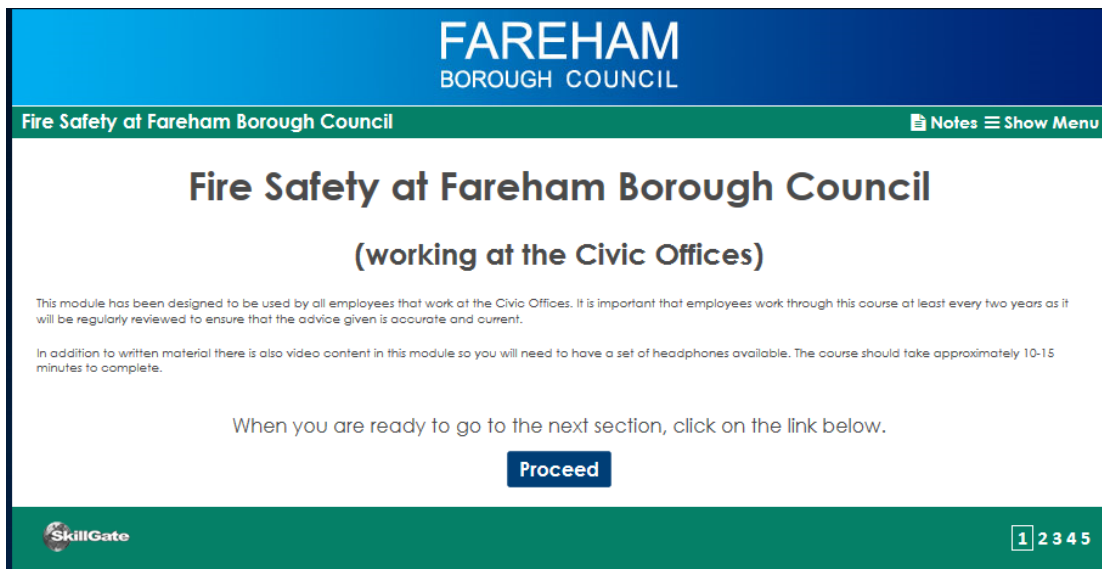 FAREHAM
BOROUGH COUNCIL
Fire Safety at Fareham Borough Council
Notes Show Menu
Fire Safety at Fareham Borough Council
(working at the Civic Offices)
This module has been designed to be used by all employees that work at the Civic Offices. It is important that employees work through this course at least every two years as it
will be regularly reviewed to ensure that the advice given is accurate and current.
In addition to written material there is also video content in this module so you will need to have a set of headphones available. The course should take approximately 10-15
minutes to complete.
When you are ready to go to the next section, click on the link below.
Proceed
SkillGate
1 2 3 4 5